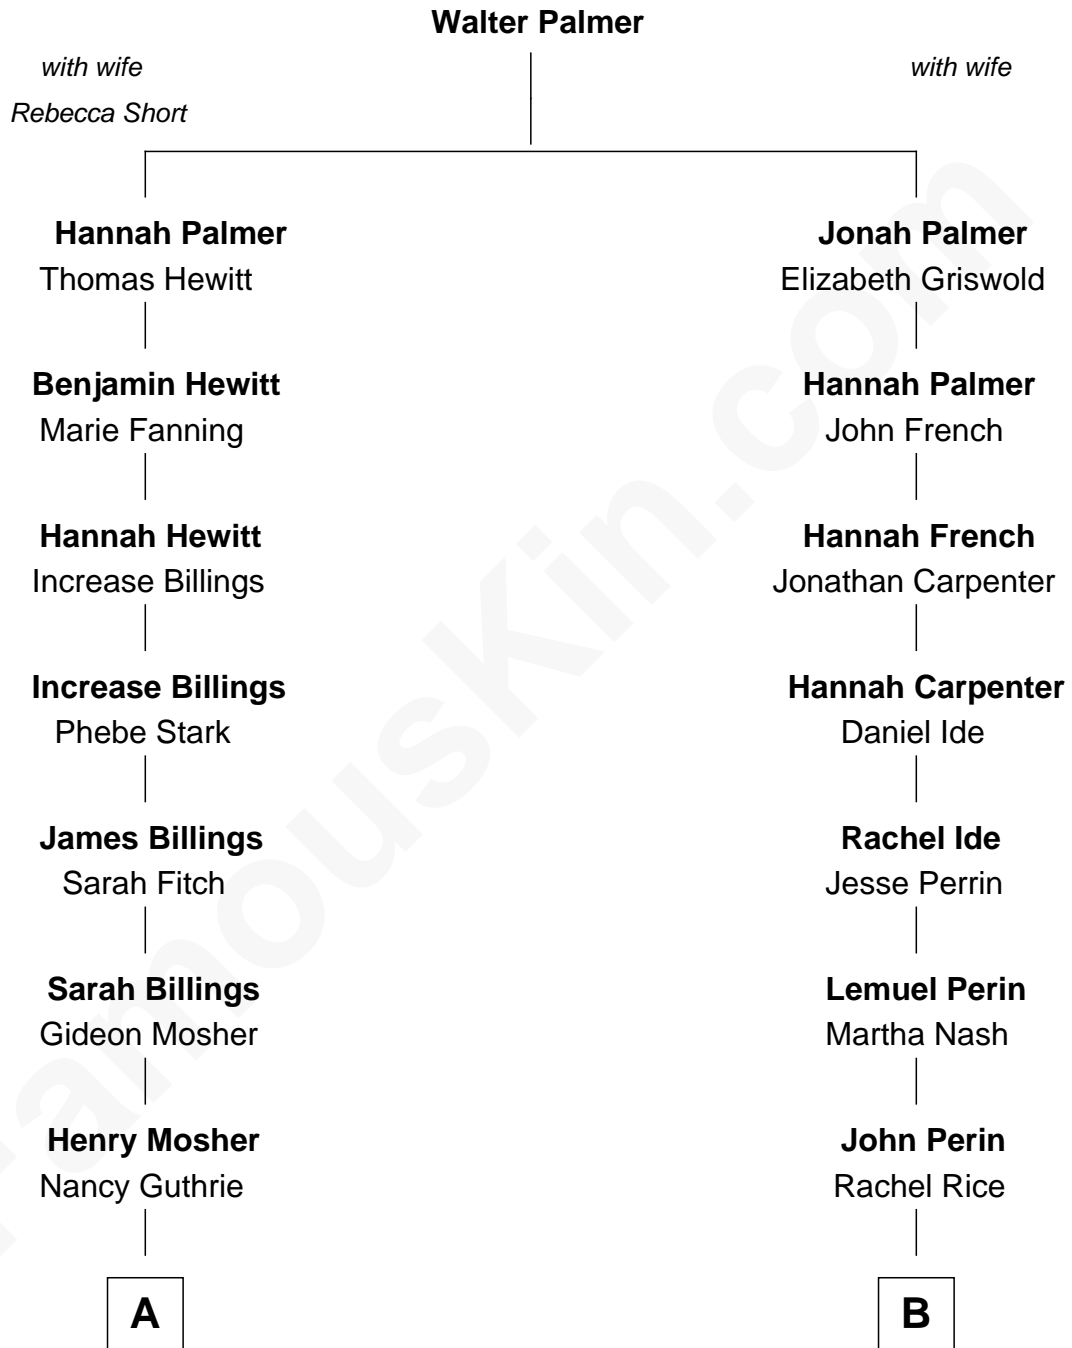 Walter Palmer
with wife with wife
Rebecca Short
Hannah Palmer Jonah Palmer
Thomas Hewitt Elizabeth Griswold
Benjamin Hewitt Hannah Palmer
Marie Fanning John French
Hannah Hewitt Hannah French
Increase Billings Jonathan Carpenter
Increase Billings Hannah Carpenter
Phebe Stark Daniel Ide
James Billings Rachel Ide
Sarah Fitch Jesse Perrin
Sarah Billings Lemuel Perin
Gideon Mosher Martha Nash
Henry Mosher John Perin
Nancy Guthrie Rachel Rice
A B
FamousKin.com